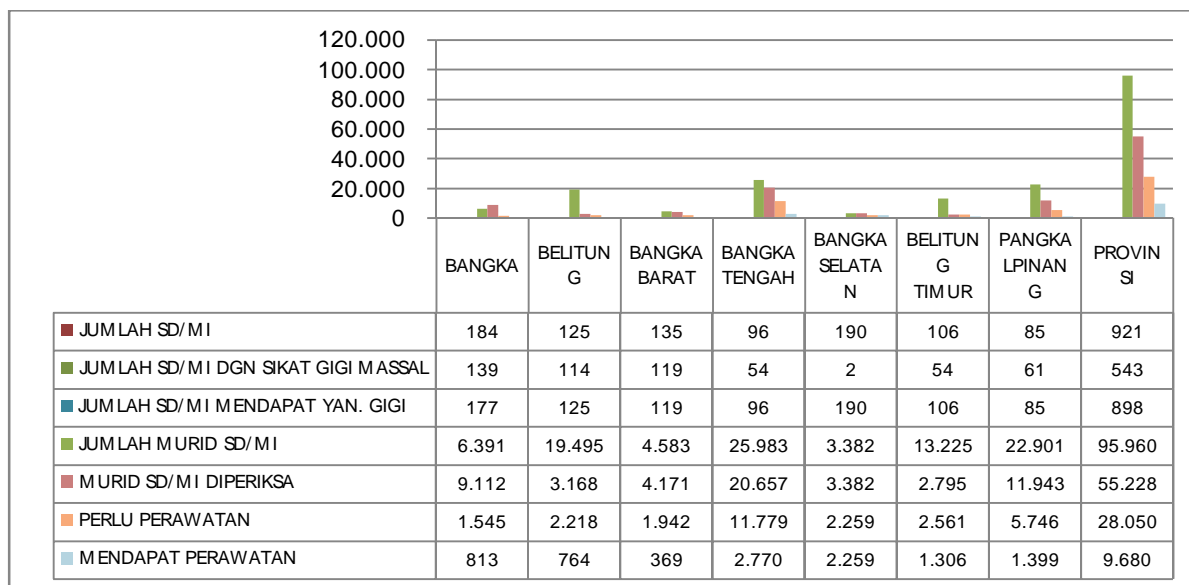 120.000
100.000
80.000
60.000
40.000
20.000
0
BANGKA BELITUN G BANGKA BARAT BANGKA TENGAH BANGKA SELATA N BELITUN G TIMUR PANGKA LPINAN G PROVIN SI
JUMLAH SD/MI 184 125 135 96 190 106 85 921
JUMLAH SD/MI DGN SIKAT GIGI MASSAL 139 114 119 54 2 54 61 543
JUMLAH SD/MI MENDAPAT YAN. GIGI 177 125 119 96 190 106 85 898
JUMLAH MURID SD/MI 6.391 19.495 4.583 25.983 3.382 13.225 22.901 95.960
MURID SD/MI DIPERIKSA 9.112 3.168 4.171 20.657 3.382 2.795 11.943 55.228
PERLU PERAWATAN 1.545 2.218 1.942 11.779 2.259 2.561 5.746 28.050
MENDAPAT PERAWATAN 813 764 369 2.770 2.259 1.306 1.399 9.680